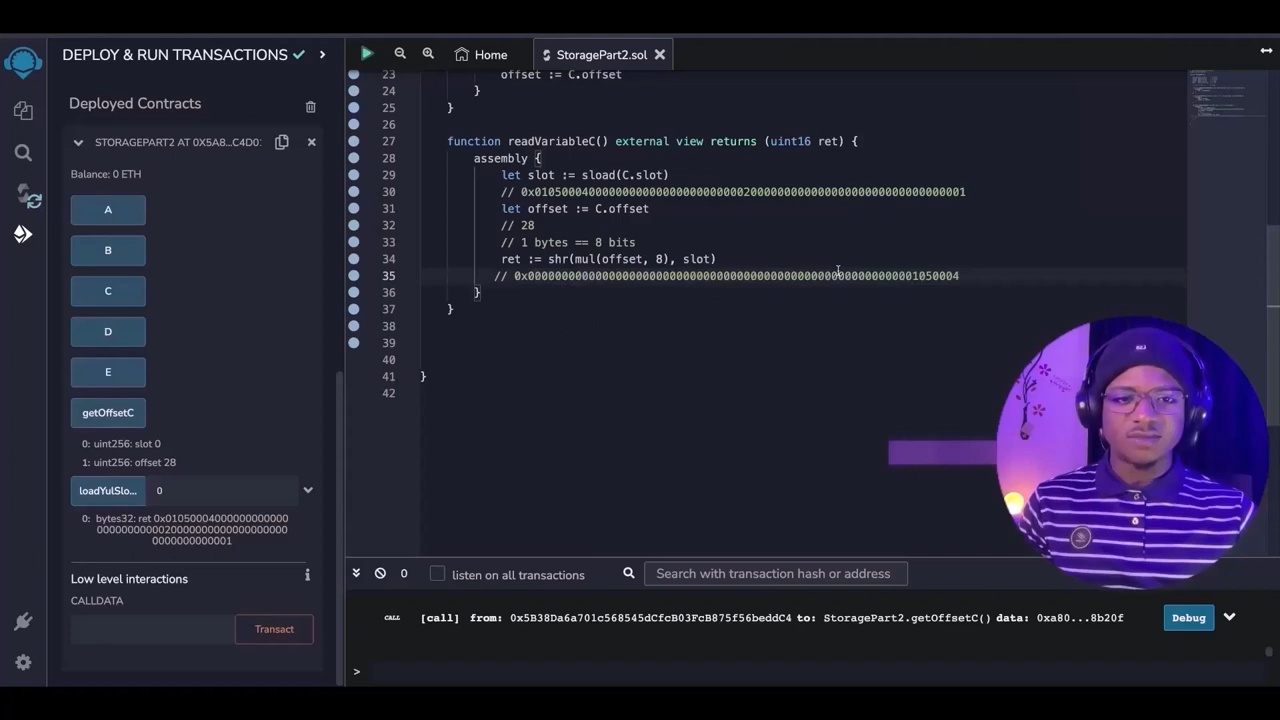 DEPLOY & RUN TRANSACTIONS
Deployed Contracts
STORAGEPART2 AT 0X5A8...C4D0
Balance: 0 ETH
A
B
C
D
E
getOffsetC
0: uint256: slot 0
1: uint256: offset 28
loadYulSlo... 0
0: bytes32: ret 0x01050004000000000000
000000000002000000000000000
0000000000001
Low level interactions
CALLDATA
Transact
Home
StoragePart2.sol
23 offset := C.offset
24 }
25 }
26
27 function readVariableC() external view returns (uint16 ret) {
28 assembly {
29 let slot := sload(C.slot)
30 // 0x0105000400000000000000000000000200000000000000000000000000000001
31 let offset := C.offset
32 // 28
33 // 1 bytes == 8 bits
34 ret := shr(mul(offset, 8), slot)
35 // 0x0000000000000000000000000000000000000000000000000000000001050004
36 }
37 }
38
39
40
41 }
42
0
listen on all transactions
Search with transaction hash or address
CALL [call] from: 0x5B38Da6a701c568545dCfcB03FcB875f56beddC4 to: StoragePart2.getOffsetC() data: 0xa80...8b20f
Debug
>